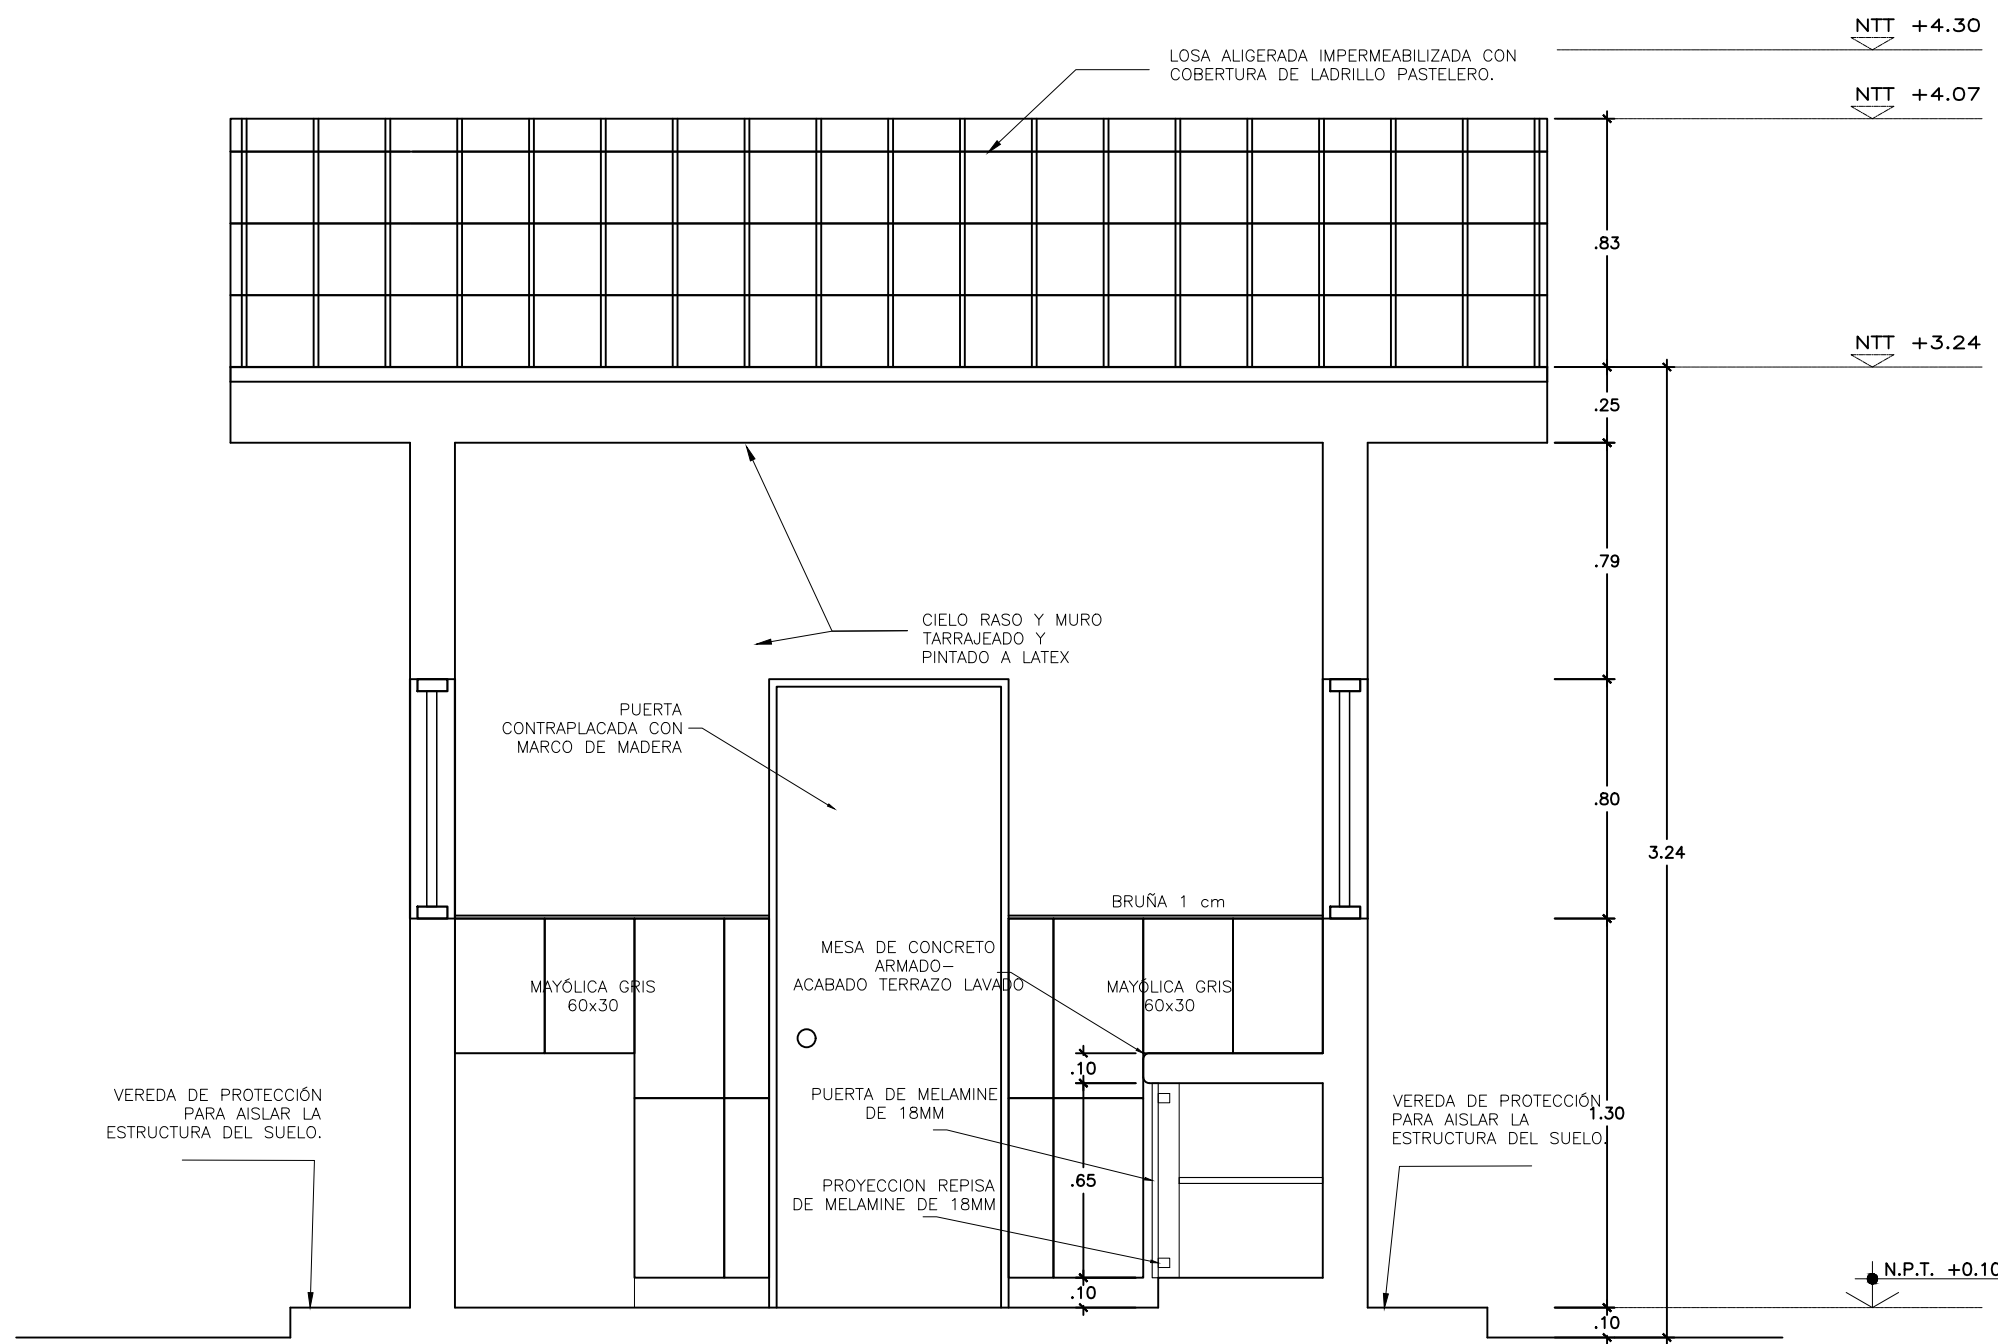 NTT +4.30
LOSA ALIGERADA IMPERMEABILIZADA CON
COBERTURA DE LADRILLO PASTELERO.
NTT +4.07
.83
NTT +3.24
.25
.79
CIELO RASO Y MURO
TARRAJEADO Y
PINTADO A LATEX
PUERTA
CONTRAPLACADA CON
MARCO DE MADERA
.80
3.24
BRUÑA 1 cm
MESA DE CONCRETO
ARMADO-
ACABADO TERRAZO LAVADO
MAYÓLICA GRIS
60x30
MAYÓLICA GRIS
60x30
.10
VEREDA DE PROTECCIÓN
PARA AISLAR LA
ESTRUCTURA DEL SUELO.
PUERTA DE MELAMINE
DE 18MM
VEREDA DE PROTECCIÓN
PARA AISLAR LA
ESTRUCTURA DEL SUELO.
1.30
.65
PROYECCION REPISA
DE MELAMINE DE 18MM
N.P.T. +0.10
.10
.10